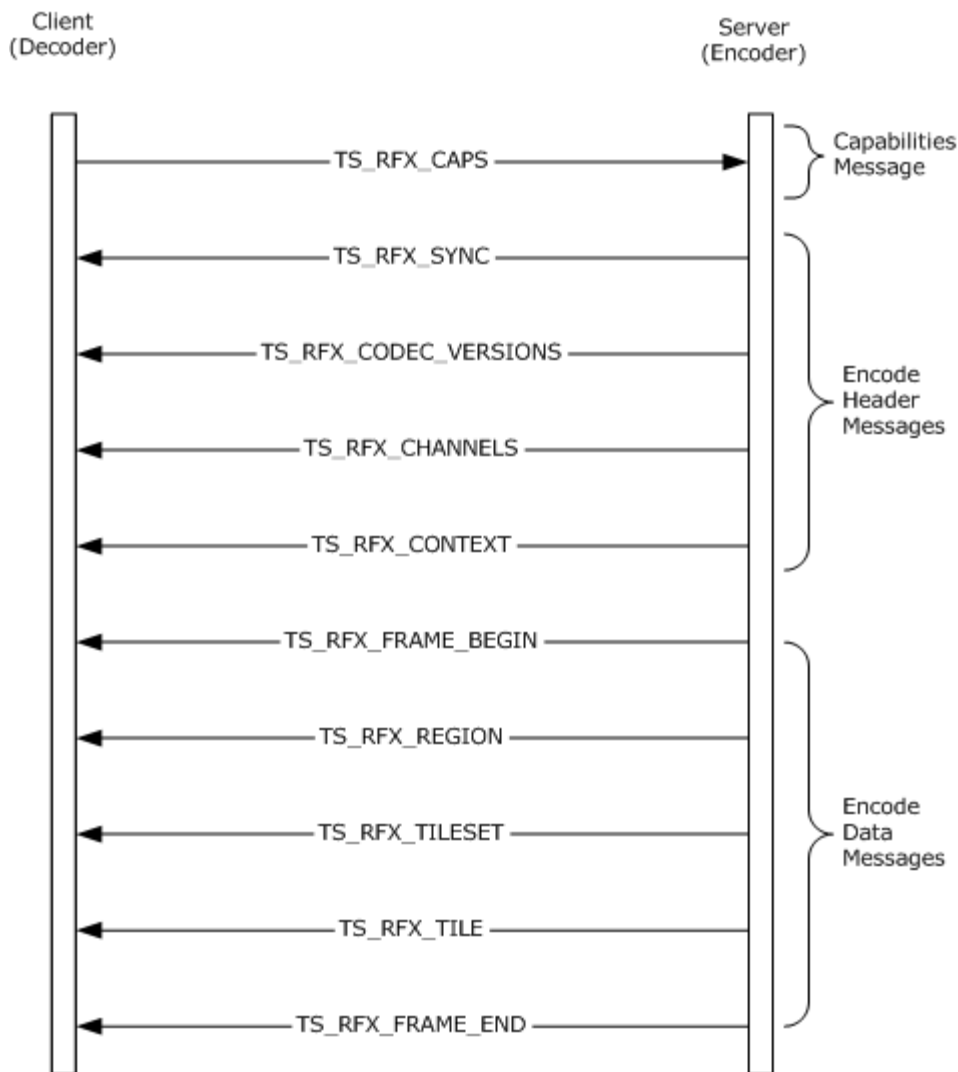 Client
(Decoder)
Server
(Encoder)
TS_RFX_CAPS
Capabilities
Message
TS_RFX_SYNC
TS_RFX_CODEC_VERSIONS
TS_RFX_CHANNELS
TS_RFX_CONTEXT
Encode
Header
Messages
TS_RFX_FRAME_BEGIN
TS_RFX_REGION
TS_RFX_TILESET
TS_RFX_TILE
TS_RFX_FRAME_END
Encode
Data
Messages